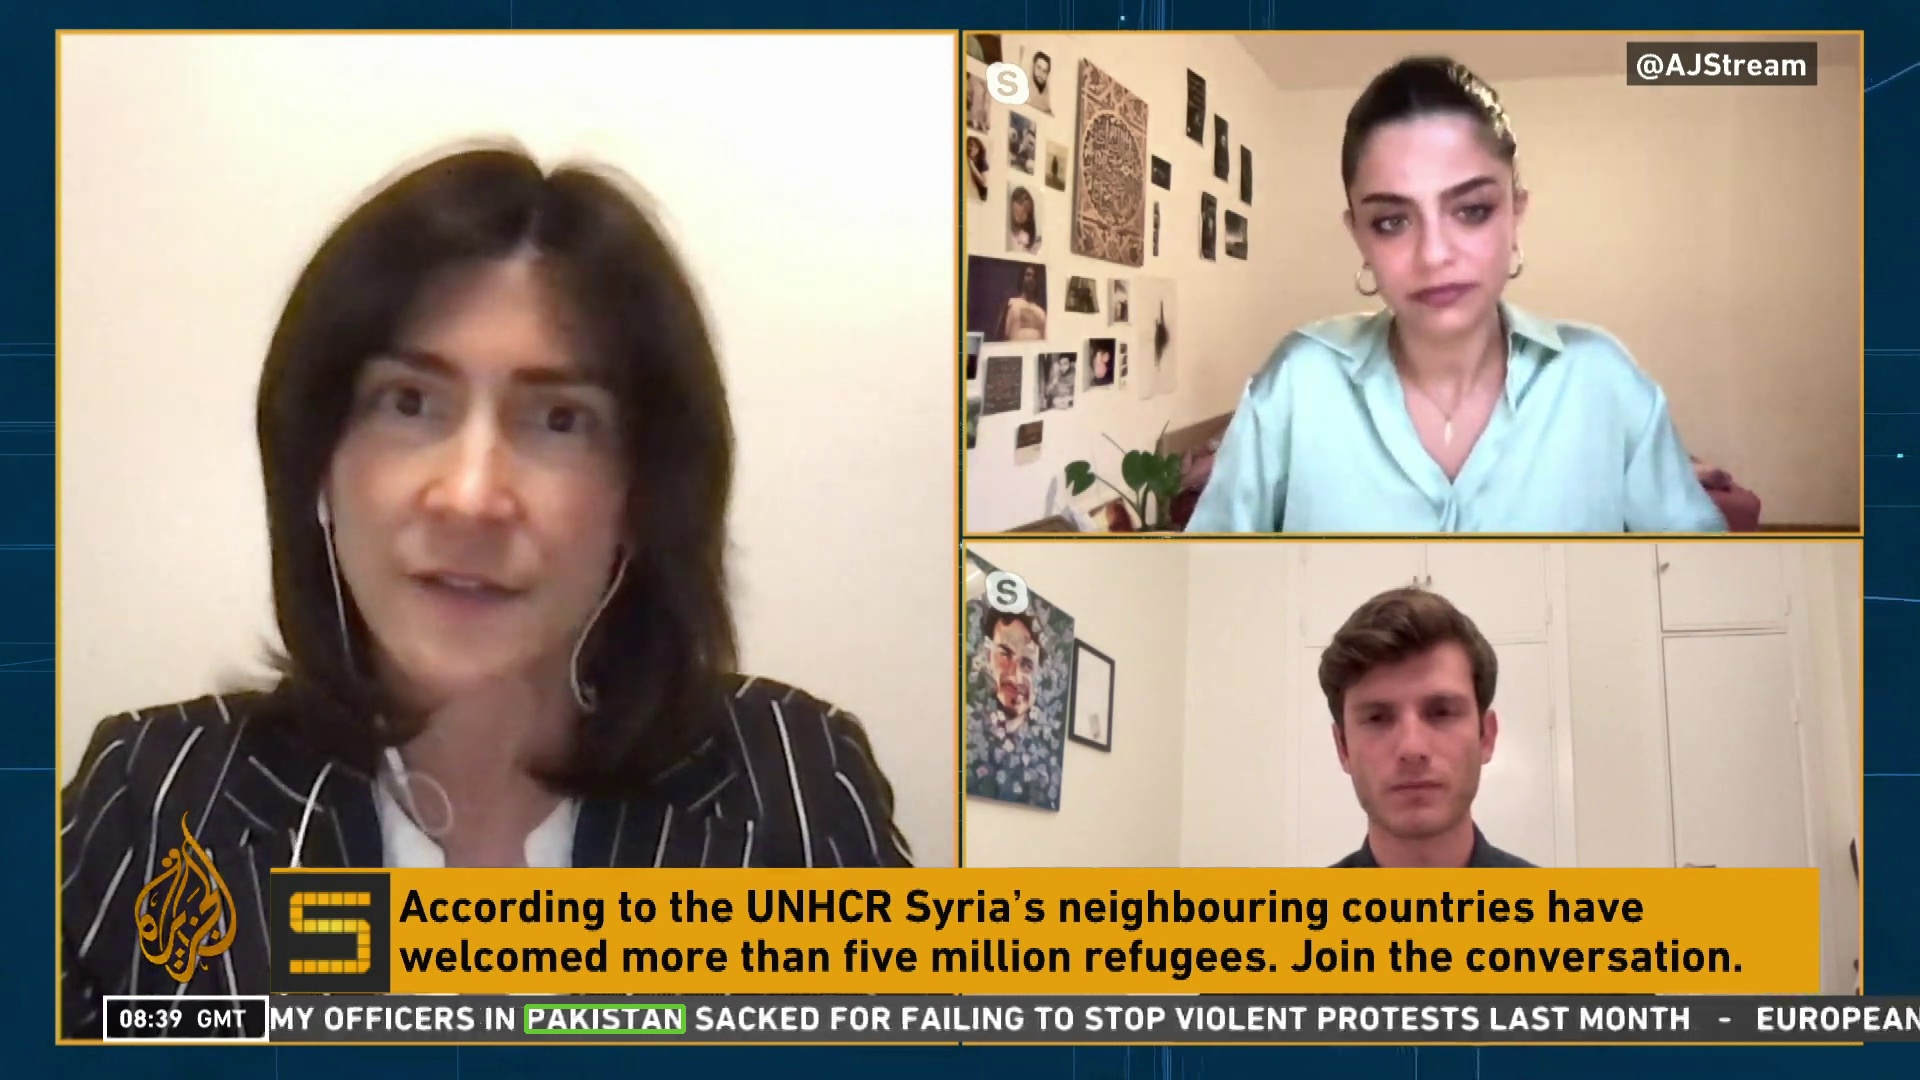 @AJStream
S
S
According to the UNHCR Syria's neighbouring countries have
welcomed more than five million refugees. Join the conversation.
08:39 GMT
MY OFFICERS IN PAKISTAN SACKED FOR FAILING TO STOP VIOLENT PROTESTS LAST MONTH - EUROPEAN